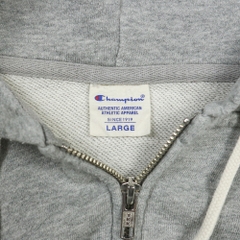 Champion
AUTHENTIC AMERICAN
ATHLETIC APPAREL
SINCE 1919
LARGE